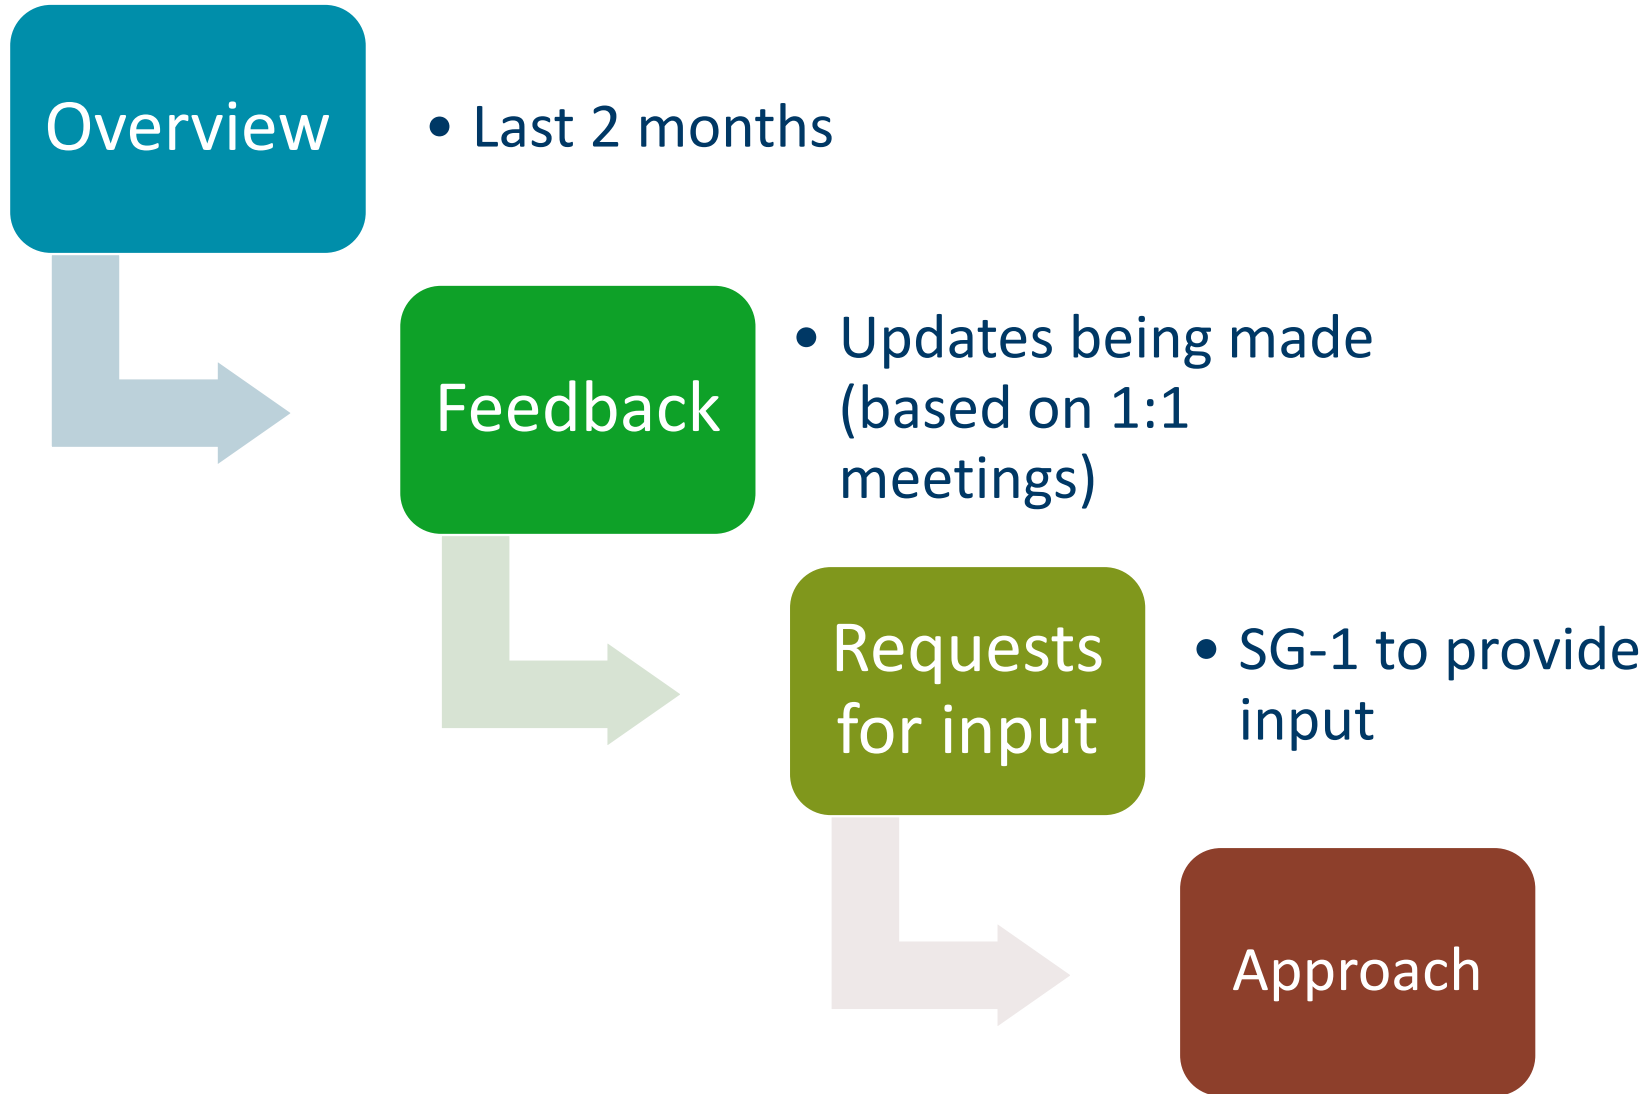 Overview
• Last 2 months
Feedback
• Updates being made
(based on 1:1
meetings)
Requests
for input
• SG-1 to provide
input
Approach